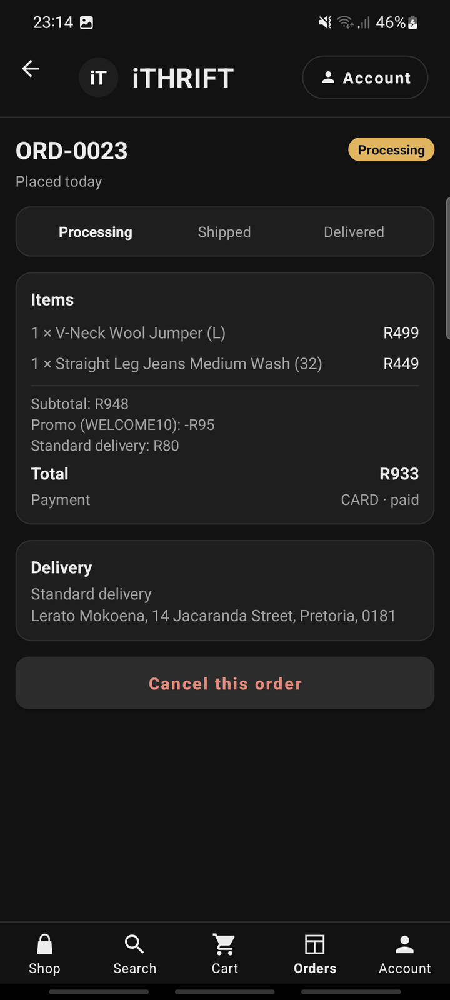 23:14 46%
iT iTHRIFT Account
ORD-0023 Processing
Placed today
Processing Shipped Delivered
Items
1 × V-Neck Wool Jumper (L) R499
1 × Straight Leg Jeans Medium Wash (32) R449
Subtotal: R948
Promo (WELCOME10): -R95
Standard delivery: R80
Total R933
Payment CARD · paid
Delivery
Standard delivery
Lerato Mokoena, 14 Jacaranda Street, Pretoria, 0181
Cancel this order
Shop Search Cart Orders Account